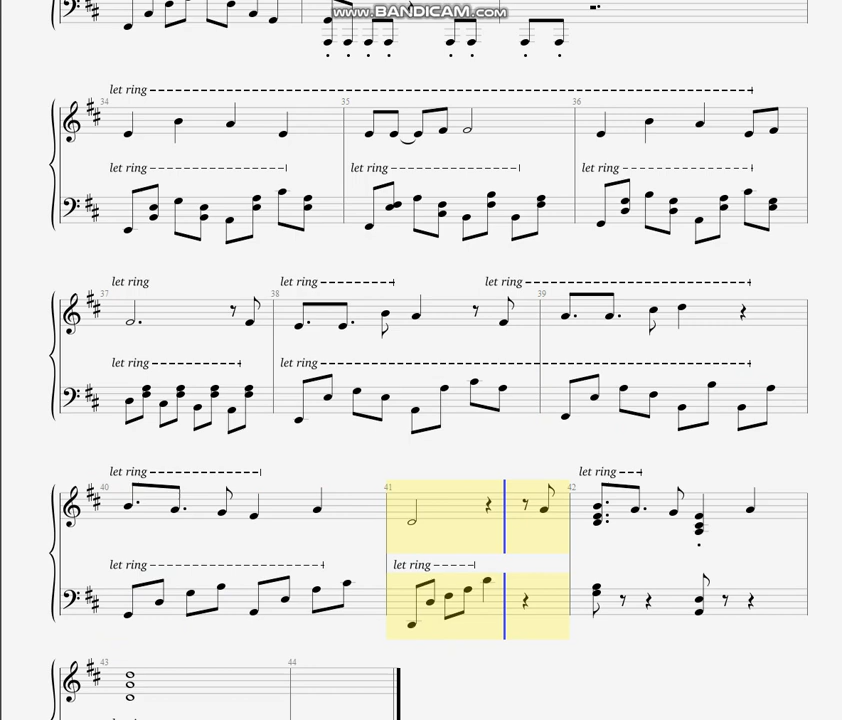 www.BANDICAM.com
let ring
34 35 36
let ring let ring let ring
let ring let ring let ring
37 38 39
let ring let ring
let ring let ring
40 41 42
let ring let ring
43 44